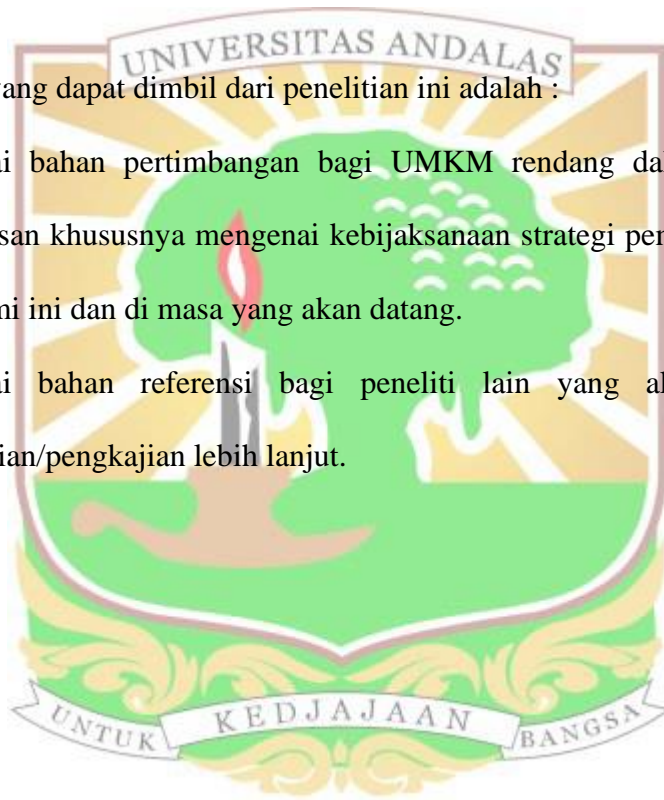 UNIVERSITAS ANDALAS
yang dapat dimbil dari penelitian ini adalah :
ai bahan pertimbangan bagi UMKM rendang dal
san khususnya mengenai kebijaksanaan strategi pen
ni ini dan di masa yang akan datang.
ai bahan referensi bagi peneliti lain yang ak
ian/pengkajian lebih lanjut.
UNTUK KEDJAJAAN BANGSA